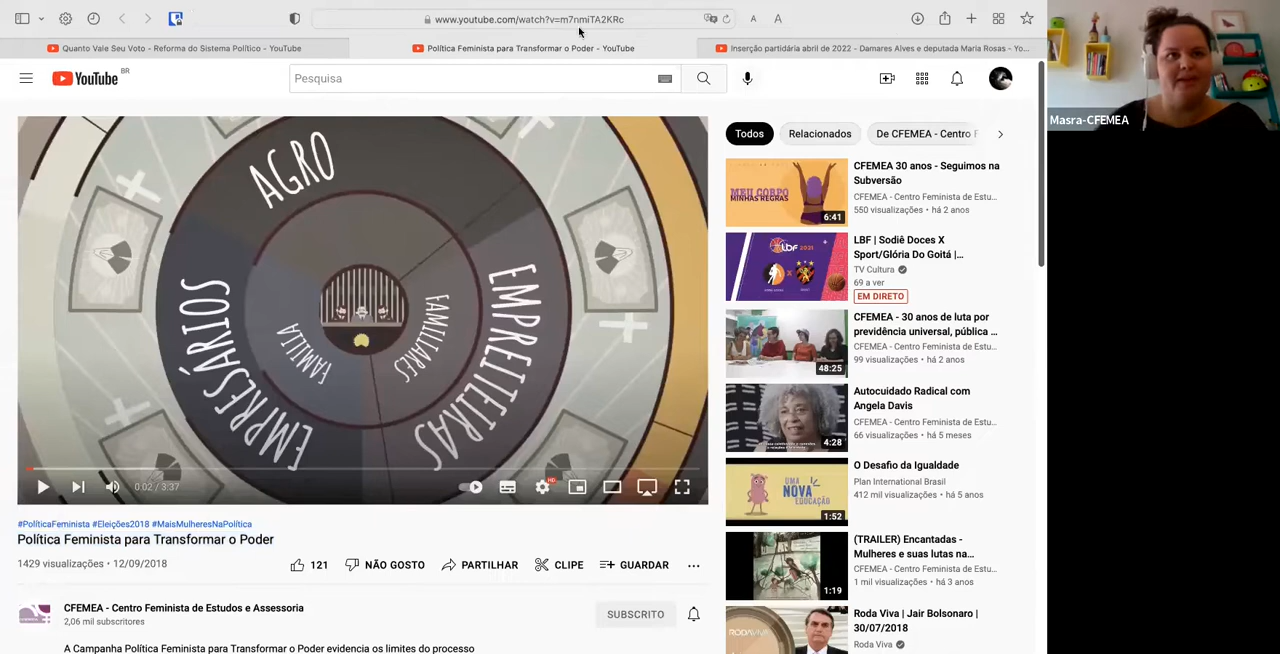 www.youtube.com/watch?v=m7nmiTA2KRc
A A
Quanto Vale Seu Voto - Reforma do Sistema Político - YouTube
Política Feminista para Transformar o Poder - YouTube
Inserção partidária abril de 2022 - Damares Alves e deputada Maria Rosas - Yo...
YouTube BR
Pesquisa
AGRO
EMPRESÁRIOS
EMPREITEIRAS
FAMILIA
FAMILIARES
0:02 / 3:37
HD
#PolíticaFeminista #Eleições2018 #MaisMulheresNaPolítica
Política Feminista para Transformar o Poder
1429 visualizações • 12/09/2018
121
NÃO GOSTO
PARTILHAR
CLIPE
GUARDAR
CFEMEA - Centro Feminista de Estudos e Assessoria
2,06 mil subscritores
SUBSCRITO
A Campanha Política Feminista para Transformar o Poder evidencia os limites do processo
Todos
Relacionados
De CFEMEA - Centro F
MEU CORPO
MINHAS REGRAS
6:41
CFEMEA 30 anos - Seguimos na
Subversão
CFEMEA - Centro Feminista de Estu...
550 visualizações • há 2 anos
LBF 2021
LBF | Sodiê Doces X
Sport/Glória Do Goitá |...
TV Cultura
69 a ver
EM DIRETO
48:25
CFEMEA - 30 anos de luta por
previdência universal, pública ...
CFEMEA - Centro Feminista de Estu...
99 visualizações • há 2 anos
4:28
Autocuidado Radical com
Angela Davis
CFEMEA - Centro Feminista de Estu...
66 visualizações • há 5 meses
UMA
NOVA
EDUCAÇÃO
1:52
O Desafio da Igualdade
Plan International Brasil
412 mil visualizações • há 5 anos
1:19
(TRAILER) Encantadas -
Mulheres e suas lutas na...
CFEMEA - Centro Feminista de Estu...
1 mil visualizações • há 3 anos
RODA VIVA
Roda Viva | Jair Bolsonaro |
30/07/2018
Roda Viva
Masra-CFEMEA